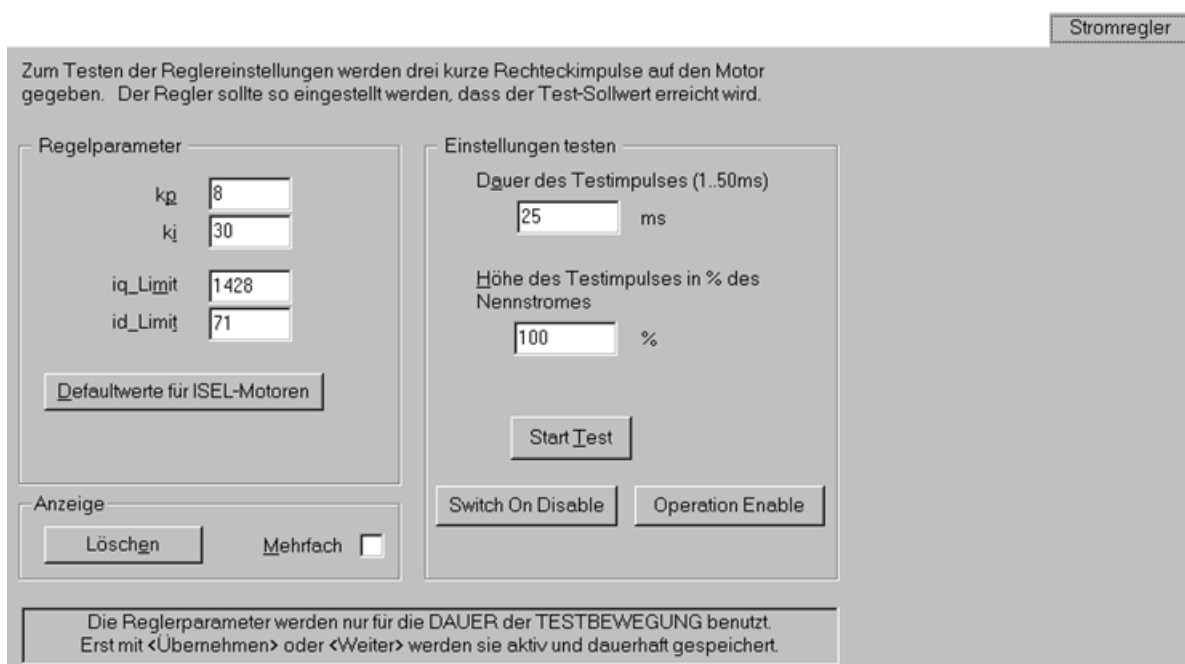 Stromregler
Zum Testen der Reglereinstellungen werden drei kurze Rechteckimpulse auf den Motor
gegeben. Der Regler sollte so eingestellt werden, dass der Test-Sollwert erreicht wird.
Regelparameter
kp 8
ki 30
iq_Limit 1428
id_Limit 71
Defaultwerte für ISEL-Motoren
Anzeige
Löschen Mehrfach
Einstellungen testen
Dauer des Testimpulses (1..50ms)
25 ms
Höhe des Testimpulses in % des
Nennstromes
100 %
Start Test
Switch On Disable Operation Enable
Die Reglerparameter werden nur für die DAUER der TESTBEWEGUNG benutzt.
Erst mit <Übernehmen> oder <Weiter> werden sie aktiv und dauerhaft gespeichert.